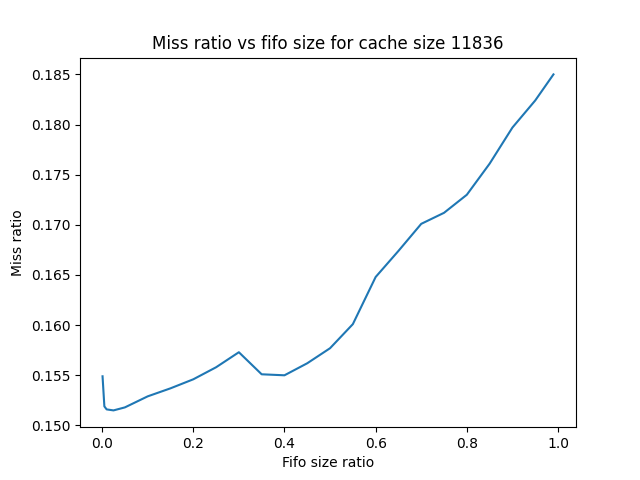 Miss ratio vs fifo size for cache size 11836
0.185
0.180
0.175
0.170
0.165
0.160
0.155
0.150
Miss ratio
0.0 0.2 0.4 0.6 0.8 1.0
Fifo size ratio